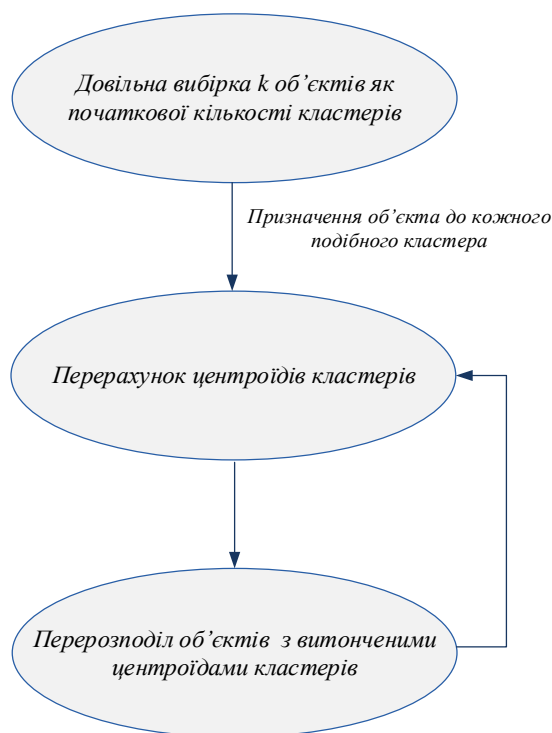 Довільна вибірка k об’єктів як
початкової кількості кластерів
Призначення об’єкта до кожного
подібного кластера
Перерахунок центроїдів кластерів
Перерозподіл об’єктів з витонченими
центроїдами кластерів